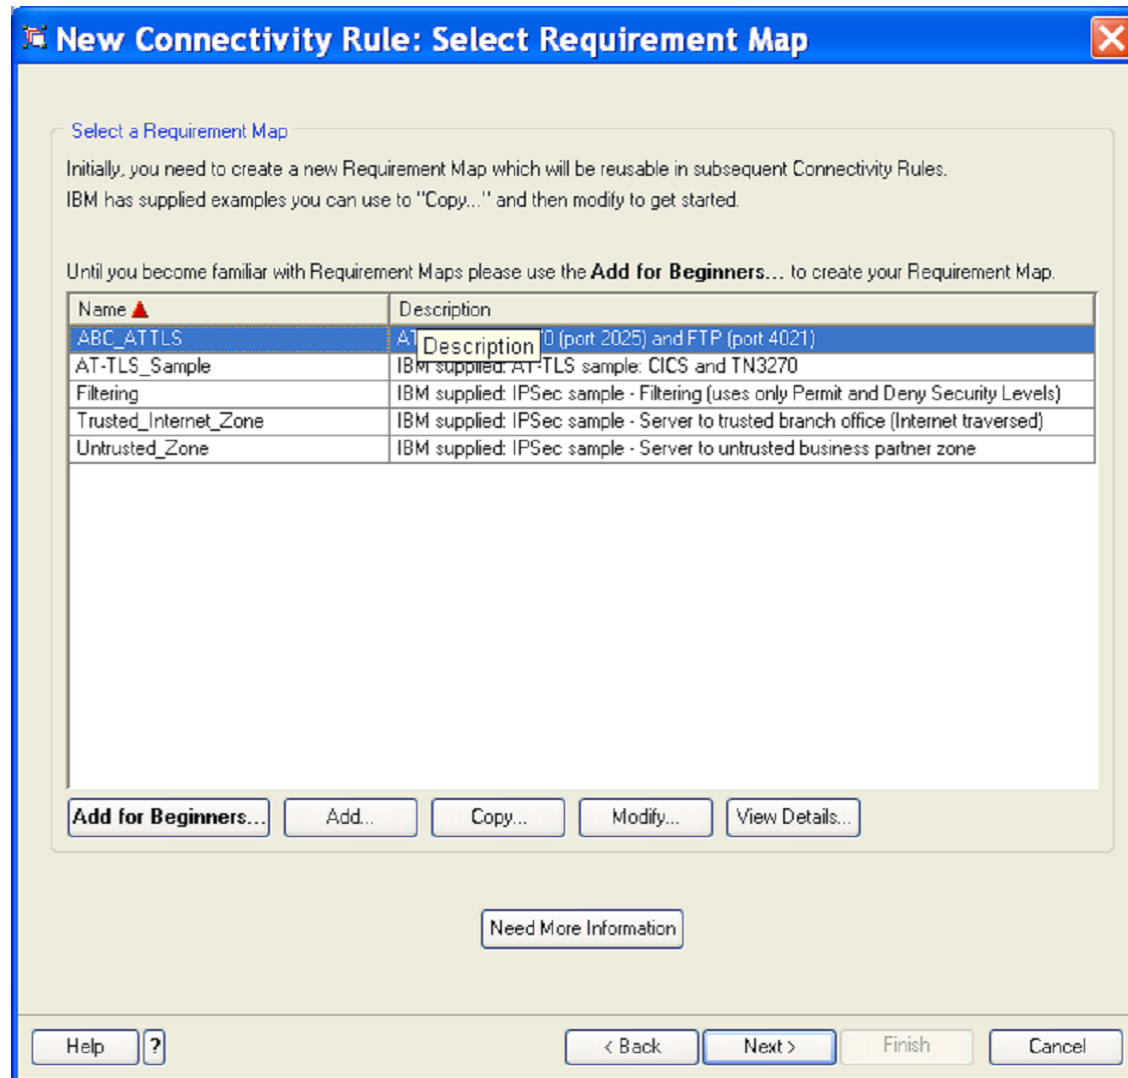 New Connectivity Rule: Select Requirement Map
Select a Requirement Map
Initially, you need to create a new Requirement Map which will be reusable in subsequent Connectivity Rules.
IBM has supplied examples you can use to "Copy..." and then modify to get started.
Until you become familiar with Requirement Maps please use the Add for Beginners... to create your Requirement Map.
Name Description
ABC_ATTLS AT 0 (port 2025) and FTP (port 4021)
Description
AT-TLS_Sample IBM supplied: AT-TLS sample: CICS and TN3270
Filtering IBM supplied: IPSec sample - Filtering (uses only Permit and Deny Security Levels)
Trusted_Internet_Zone IBM supplied: IPSec sample - Server to trusted branch office (Internet traversed)
Untrusted_Zone IBM supplied: IPSec sample - Server to untrusted business partner zone
Add for Beginners... Add... Copy... Modify... View Details...
Need More Information
Help ? < Back Next > Finish Cancel